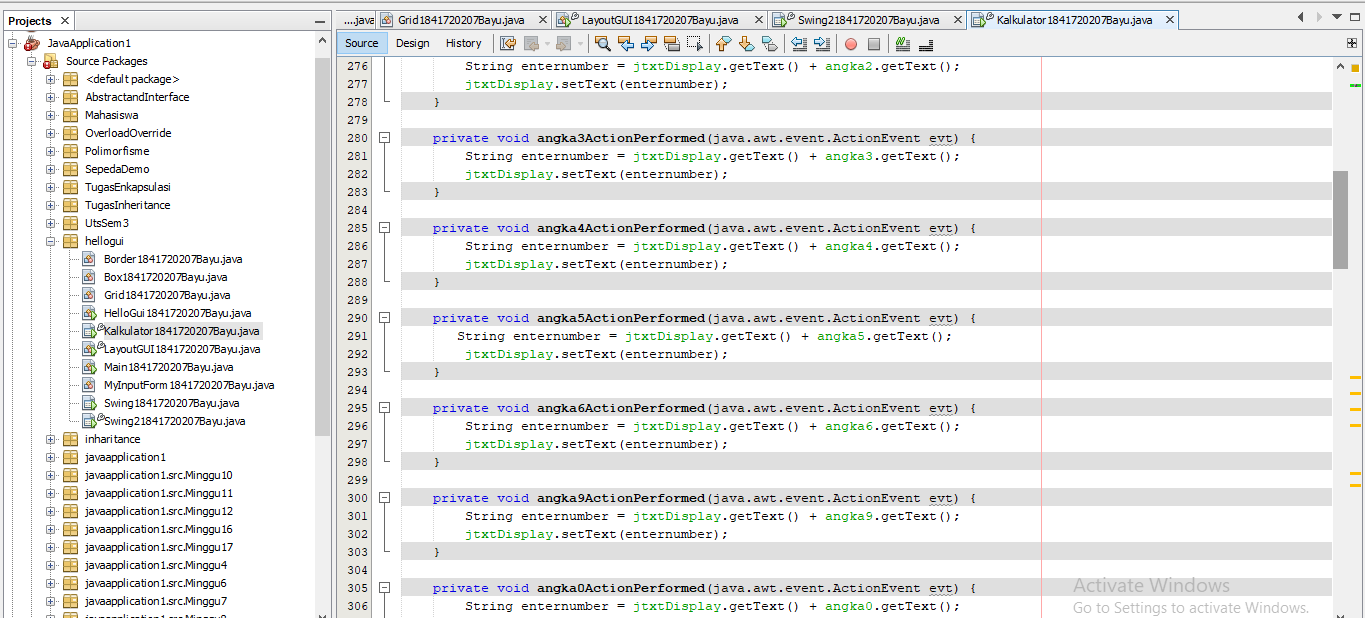 Projects
JavaApplication1
Source Packages
<default package>
AbstractandInterface
Mahasiswa
OverloadOverride
Polimorfisme
SepedaDemo
TugasEnkapsulasi
TugasInheritance
UtsSem3
hellogui
Border1841720207Bayu.java
Box1841720207Bayu.java
Grid1841720207Bayu.java
HelloGui1841720207Bayu.java
Kalkulator1841720207Bayu.java
LayoutGUI1841720207Bayu.java
Main1841720207Bayu.java
MyInputForm1841720207Bayu.java
Swing1841720207Bayu.java
Swing21841720207Bayu.java
inharitance
javaapplication1
javaapplication1.src.Minggu10
javaapplication1.src.Minggu11
javaapplication1.src.Minggu12
javaapplication1.src.Minggu16
javaapplication1.src.Minggu17
javaapplication1.src.Minggu4
javaapplication1.src.Minggu6
javaapplication1.src.Minggu7
....java Grid1841720207Bayu.java LayoutGUI1841720207Bayu.java Swing21841720207Bayu.java Kalkulator1841720207Bayu.java
Source Design History
276 String enternumber = jtxtDisplay.getText() + angka2.getText();
277 jtxtDisplay.setText(enternumber);
278 }
279
280 private void angka3ActionPerformed(java.awt.event.ActionEvent evt) {
281 String enternumber = jtxtDisplay.getText() + angka3.getText();
282 jtxtDisplay.setText(enternumber);
283 }
284
285 private void angka4ActionPerformed(java.awt.event.ActionEvent evt) {
286 String enternumber = jtxtDisplay.getText() + angka4.getText();
287 jtxtDisplay.setText(enternumber);
288 }
289
290 private void angka5ActionPerformed(java.awt.event.ActionEvent evt) {
291 String enternumber = jtxtDisplay.getText() + angka5.getText();
292 jtxtDisplay.setText(enternumber);
293 }
294
295 private void angka6ActionPerformed(java.awt.event.ActionEvent evt) {
296 String enternumber = jtxtDisplay.getText() + angka6.getText();
297 jtxtDisplay.setText(enternumber);
298 }
299
300 private void angka9ActionPerformed(java.awt.event.ActionEvent evt) {
301 String enternumber = jtxtDisplay.getText() + angka9.getText();
302 jtxtDisplay.setText(enternumber);
303 }
304
305 private void angka0ActionPerformed(java.awt.event.ActionEvent evt) {
306 String enternumber = jtxtDisplay.getText() + angka0.getText();
Activate Windows
Go to Settings to activate Windows.